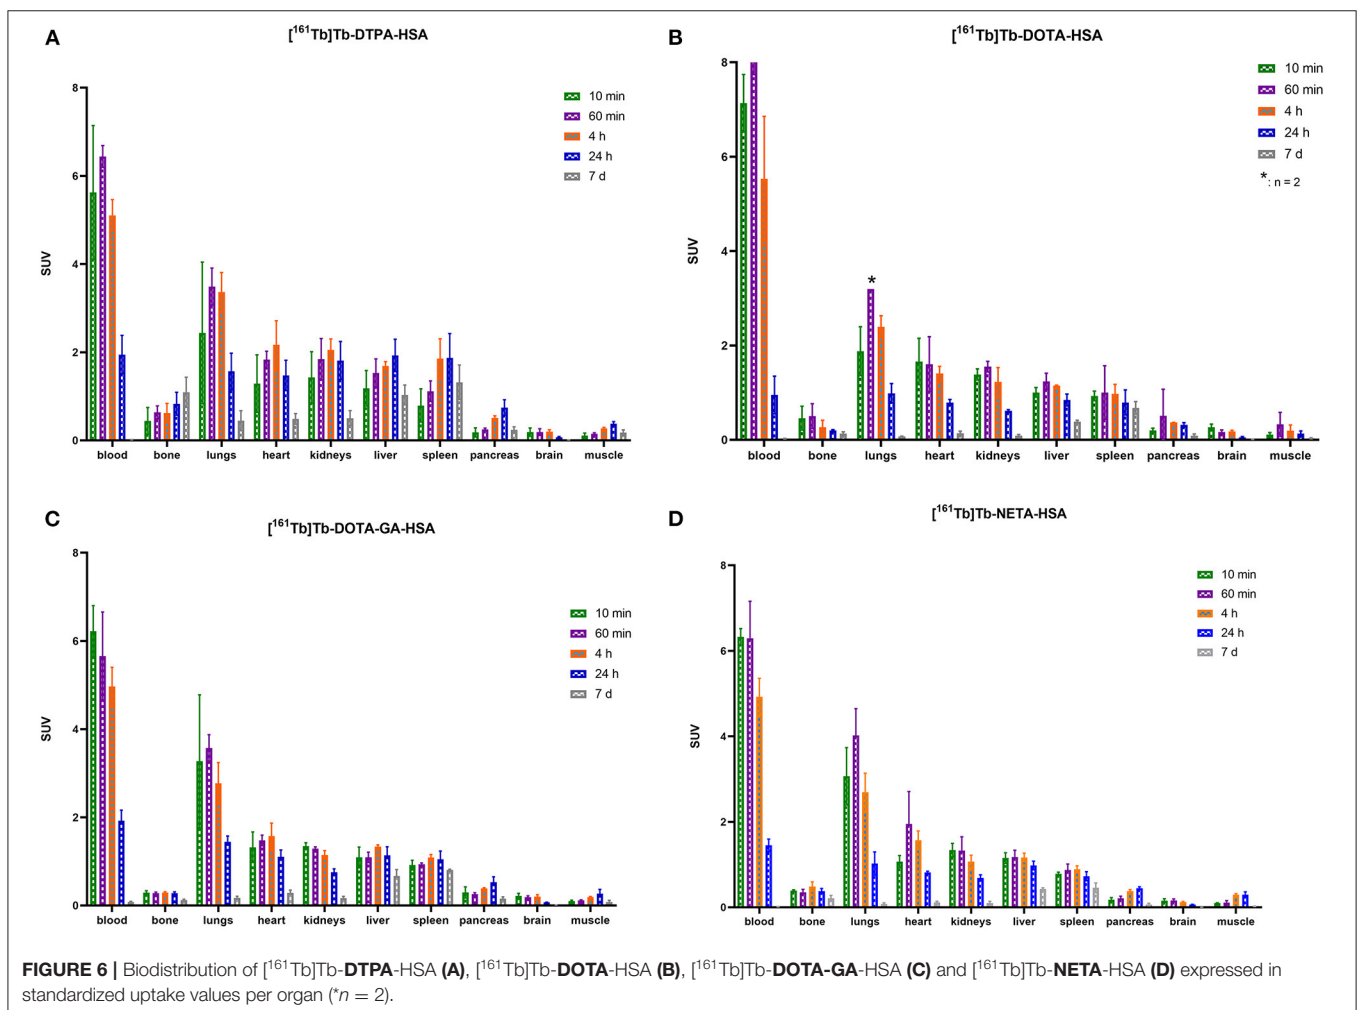 A
[¹⁶¹Tb]Tb-DTPA-HSA
8
6
4
2
0
SUV
10 min
60 min
4 h
24 h
7 d
blood bone lungs heart kidneys liver spleen pancreas brain muscle
B
[¹⁶¹Tb]Tb-DOTA-HSA
8
6
4
2
0
SUV
10 min
60 min
4 h
24 h
7 d
*: n = 2
*
blood bone lungs heart kidneys liver spleen pancreas brain muscle
C
[¹⁶¹Tb]Tb-DOTA-GA-HSA
8
6
4
2
0
SUV
10 min
60 min
4 h
24 h
7 d
blood bone lungs heart kidneys liver spleen pancreas brain muscle
D
[¹⁶¹Tb]Tb-NETA-HSA
8
6
4
2
0
SUV
10 min
60 min
4 h
24 h
7 d
blood bone lungs heart kidneys liver spleen pancreas brain muscle
FIGURE 6 | Biodistribution of [¹⁶¹Tb]Tb-DTPA-HSA (A), [¹⁶¹Tb]Tb-DOTA-HSA (B), [¹⁶¹Tb]Tb-DOTA-GA-HSA (C) and [¹⁶¹Tb]Tb-NETA-HSA (D) expressed in
standardized uptake values per organ (*n = 2).